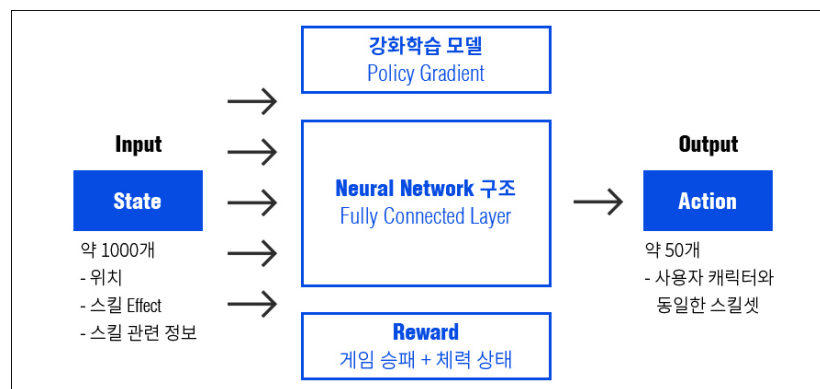 강화학습 모델
Policy Gradient
Input
State
약 1000개
- 위치
- 스킬 Effect
- 스킬 관련 정보
Neural Network 구조
Fully Connected Layer
Reward
게임 승패 + 체력 상태
Output
Action
약 50개
- 사용자 캐릭터와
동일한 스킬셋